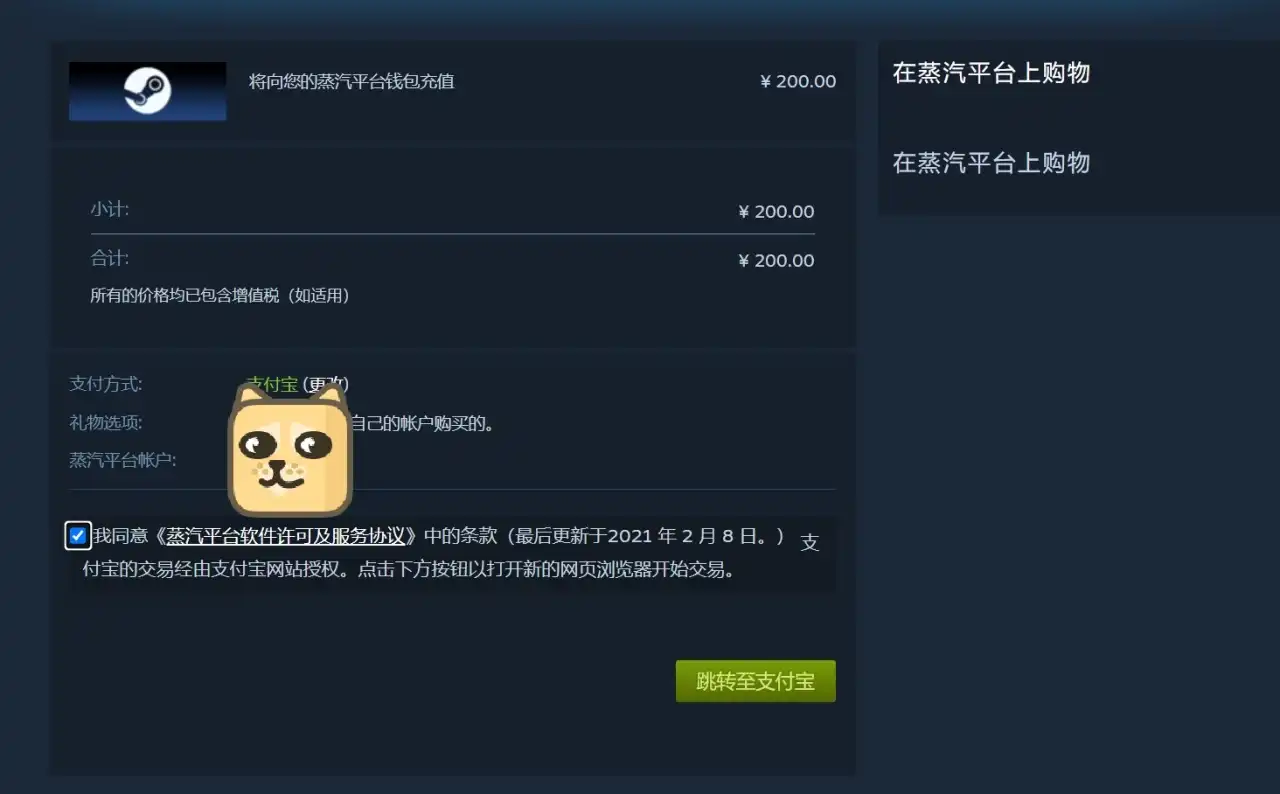 将向您的蒸汽平台钱包充值
¥ 200.00
小计:
¥ 200.00
合计:
¥ 200.00
所有的价格均已包含增值税（如适用）
支付方式:
支付宝 (更改)
礼物选项:
自己的帐户购买的。
蒸汽平台帐户:
我同意《蒸汽平台软件许可及服务协议》中的条款（最后更新于2021 年 2 月 8 日。） 支
付宝的交易经由支付宝网站授权。点击下方按钮以打开新的网页浏览器开始交易。
跳转至支付宝
在蒸汽平台上购物
在蒸汽平台上购物